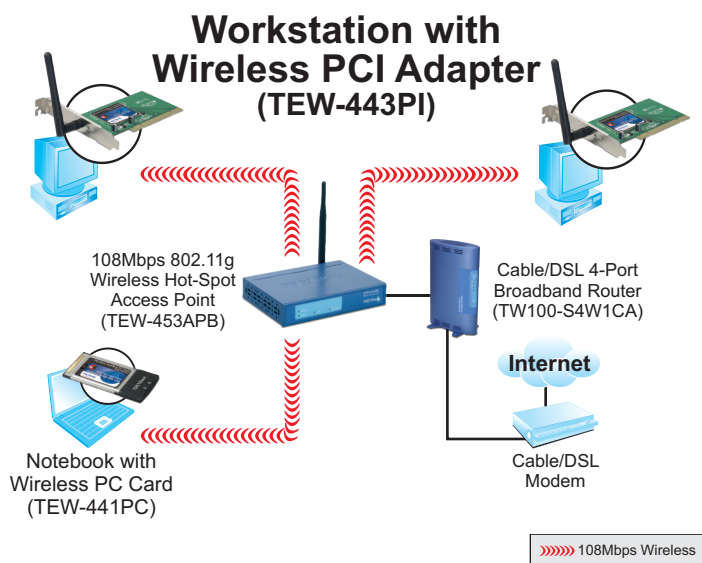 Workstation with
Wireless PCI Adapter
(TEW-443PI)
108Mbps 802.11g
Wireless Hot-Spot
Access Point
(TEW-453APB)
Cable/DSL 4-Port
Broadband Router
(TW100-S4W1CA)
Internet
Notebook with
Wireless PC Card
(TEW-441PC)
Cable/DSL
Modem
108Mbps Wireless